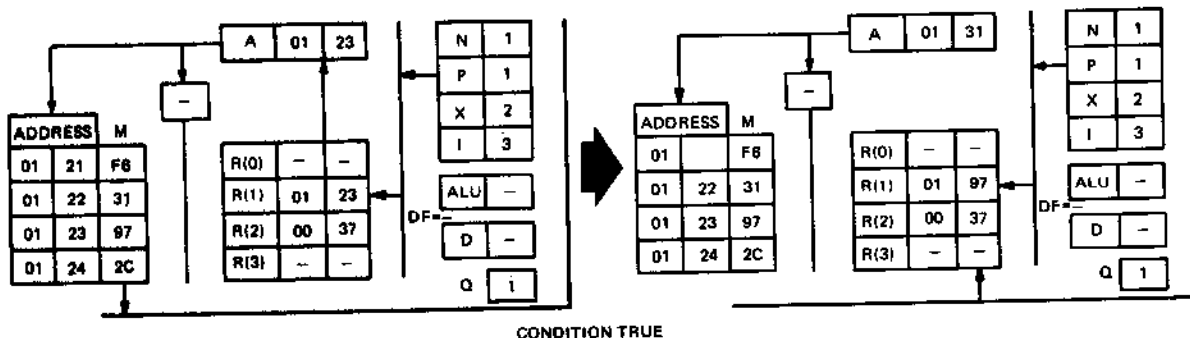 A 01 23
N 1
P 1
X 2
I 3
–
ADDRESS M
01 21 F6
01 22 31
01 23 97
01 24 2C
R(0) – –
R(1) 01 23
R(2) 00 37
R(3) – –
ALU –
DF=–
D –
Q i
A 01 31
N 1
P 1
X 2
I 3
–
ADDRESS M
01 F6
01 22 31
01 23 97
01 24 2C
R(0) – –
R(1) 01 97
R(2) 00 37
R(3) – –
ALU –
DF=–
D –
Q 1
CONDITION TRUE